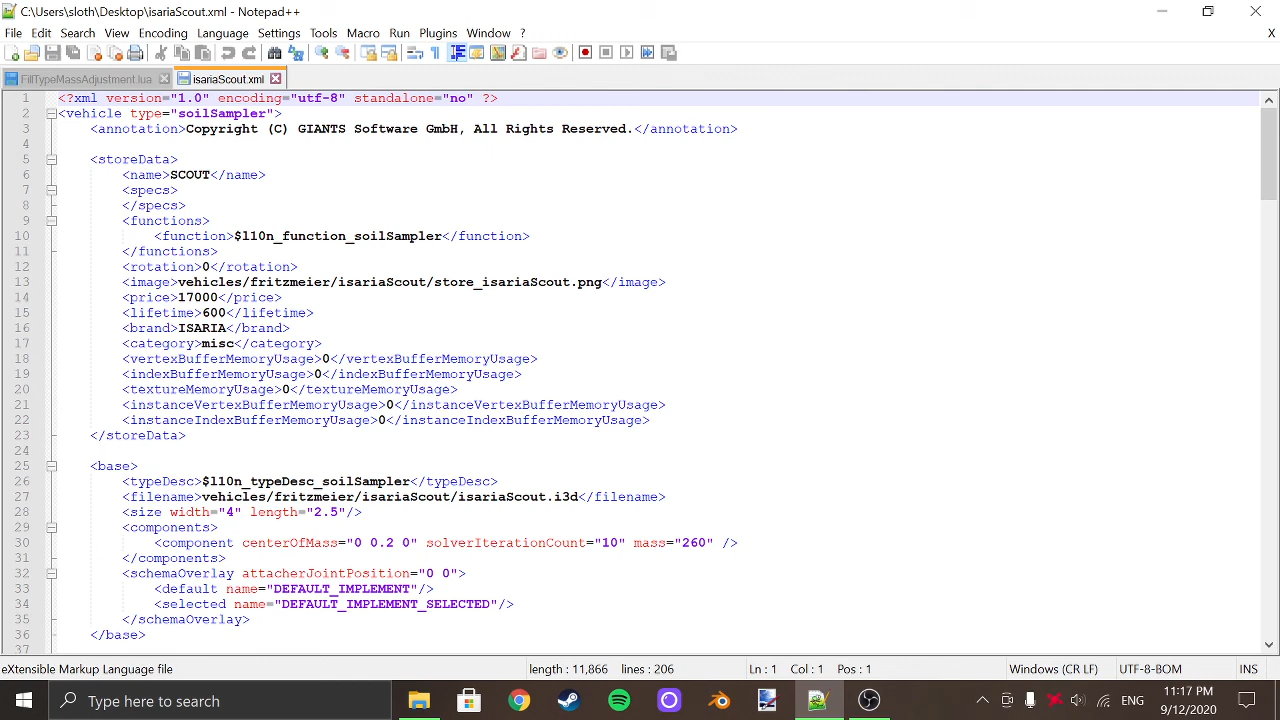 C:\Users\sloth\Desktop\isariaScout.xml - Notepad++
File Edit Search View Encoding Language Settings Tools Macro Run Plugins Window ? X
FillTypeMassAdjustment.lua isariaScout.xml
1 <?xml version="1.0" encoding="utf-8" standalone="no" ?>
2 <vehicle type="soilSampler">
3 <annotation>Copyright (C) GIANTS Software GmbH, All Rights Reserved.</annotation>
4
5 <storeData>
6 <name>SCOUT</name>
7 <specs>
8 </specs>
9 <functions>
10 <function>$l10n_function_soilSampler</function>
11 </functions>
12 <rotation>0</rotation>
13 <image>vehicles/fritzmeier/isariaScout/store_isariaScout.png</image>
14 <price>17000</price>
15 <lifetime>600</lifetime>
16 <brand>ISARIA</brand>
17 <category>misc</category>
18 <vertexBufferMemoryUsage>0</vertexBufferMemoryUsage>
19 <indexBufferMemoryUsage>0</indexBufferMemoryUsage>
20 <textureMemoryUsage>0</textureMemoryUsage>
21 <instanceVertexBufferMemoryUsage>0</instanceVertexBufferMemoryUsage>
22 <instanceIndexBufferMemoryUsage>0</instanceIndexBufferMemoryUsage>
23 </storeData>
24
25 <base>
26 <typeDesc>$l10n_typeDesc_soilSampler</typeDesc>
27 <filename>vehicles/fritzmeier/isariaScout/isariaScout.i3d</filename>
28 <size width="4" length="2.5"/>
29 <components>
30 <component centerOfMass="0 0.2 0" solverIterationCount="10" mass="260" />
31 </components>
32 <schemaOverlay attacherJointPosition="0 0">
33 <default name="DEFAULT_IMPLEMENT"/>
34 <selected name="DEFAULT_IMPLEMENT_SELECTED"/>
35 </schemaOverlay>
36 </base>
37
eXtensible Markup Language file length : 11,866 lines : 206 Ln : 1 Col : 1 Pos : 1 Windows (CR LF) UTF-8-BOM INS
Type here to search ENG 11:17 PM
9/12/2020